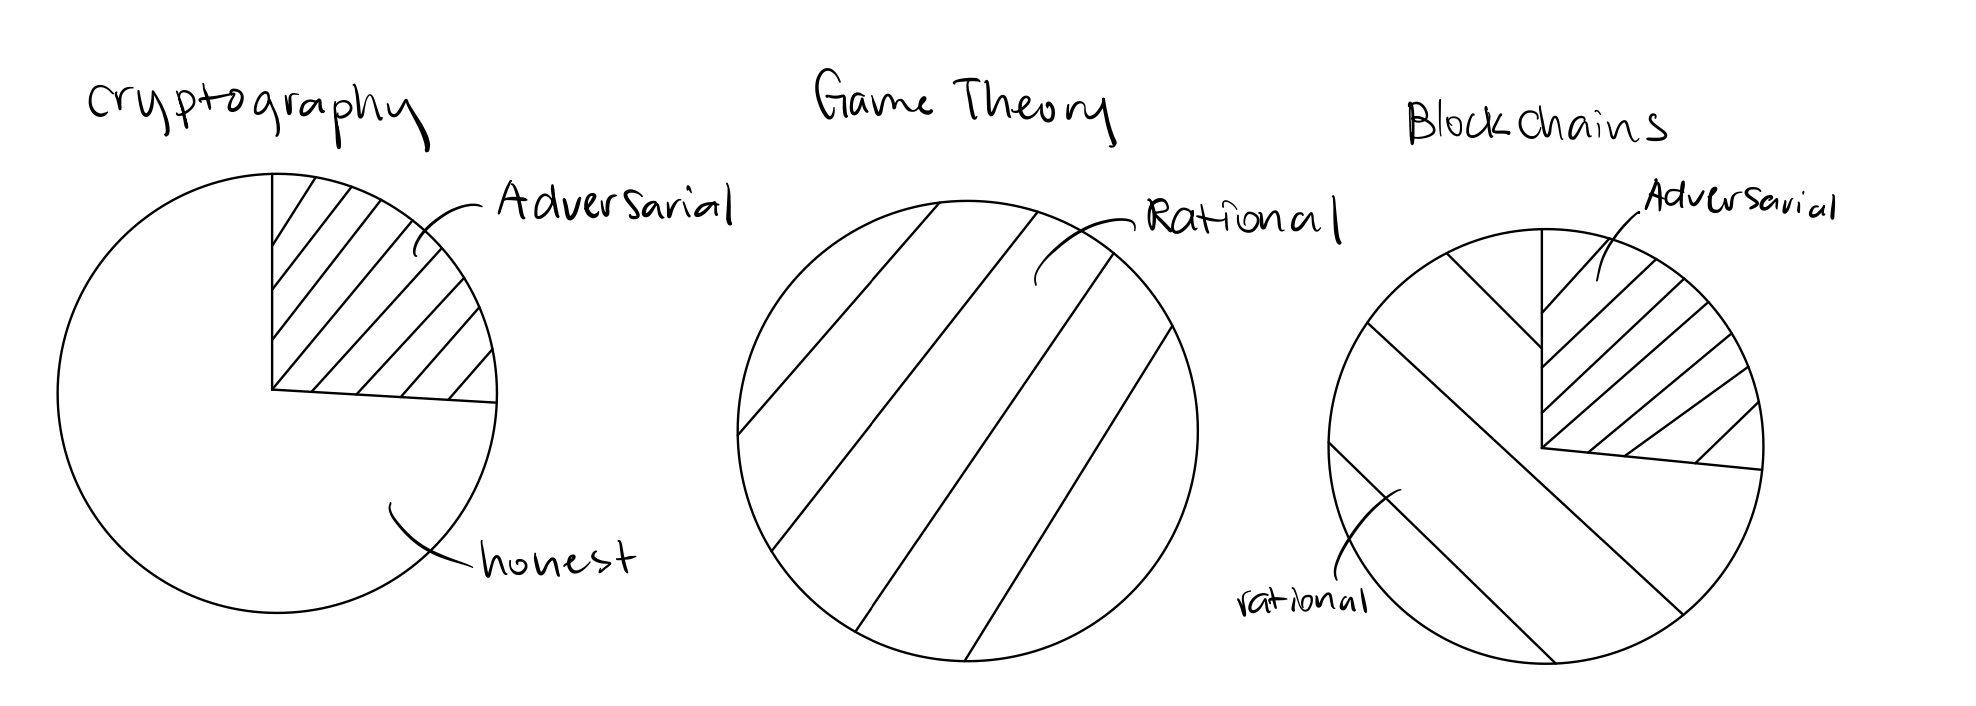 Cryptography
Adversarial
honest
Game Theory
Rational
Blockchains
Adversarial
rational